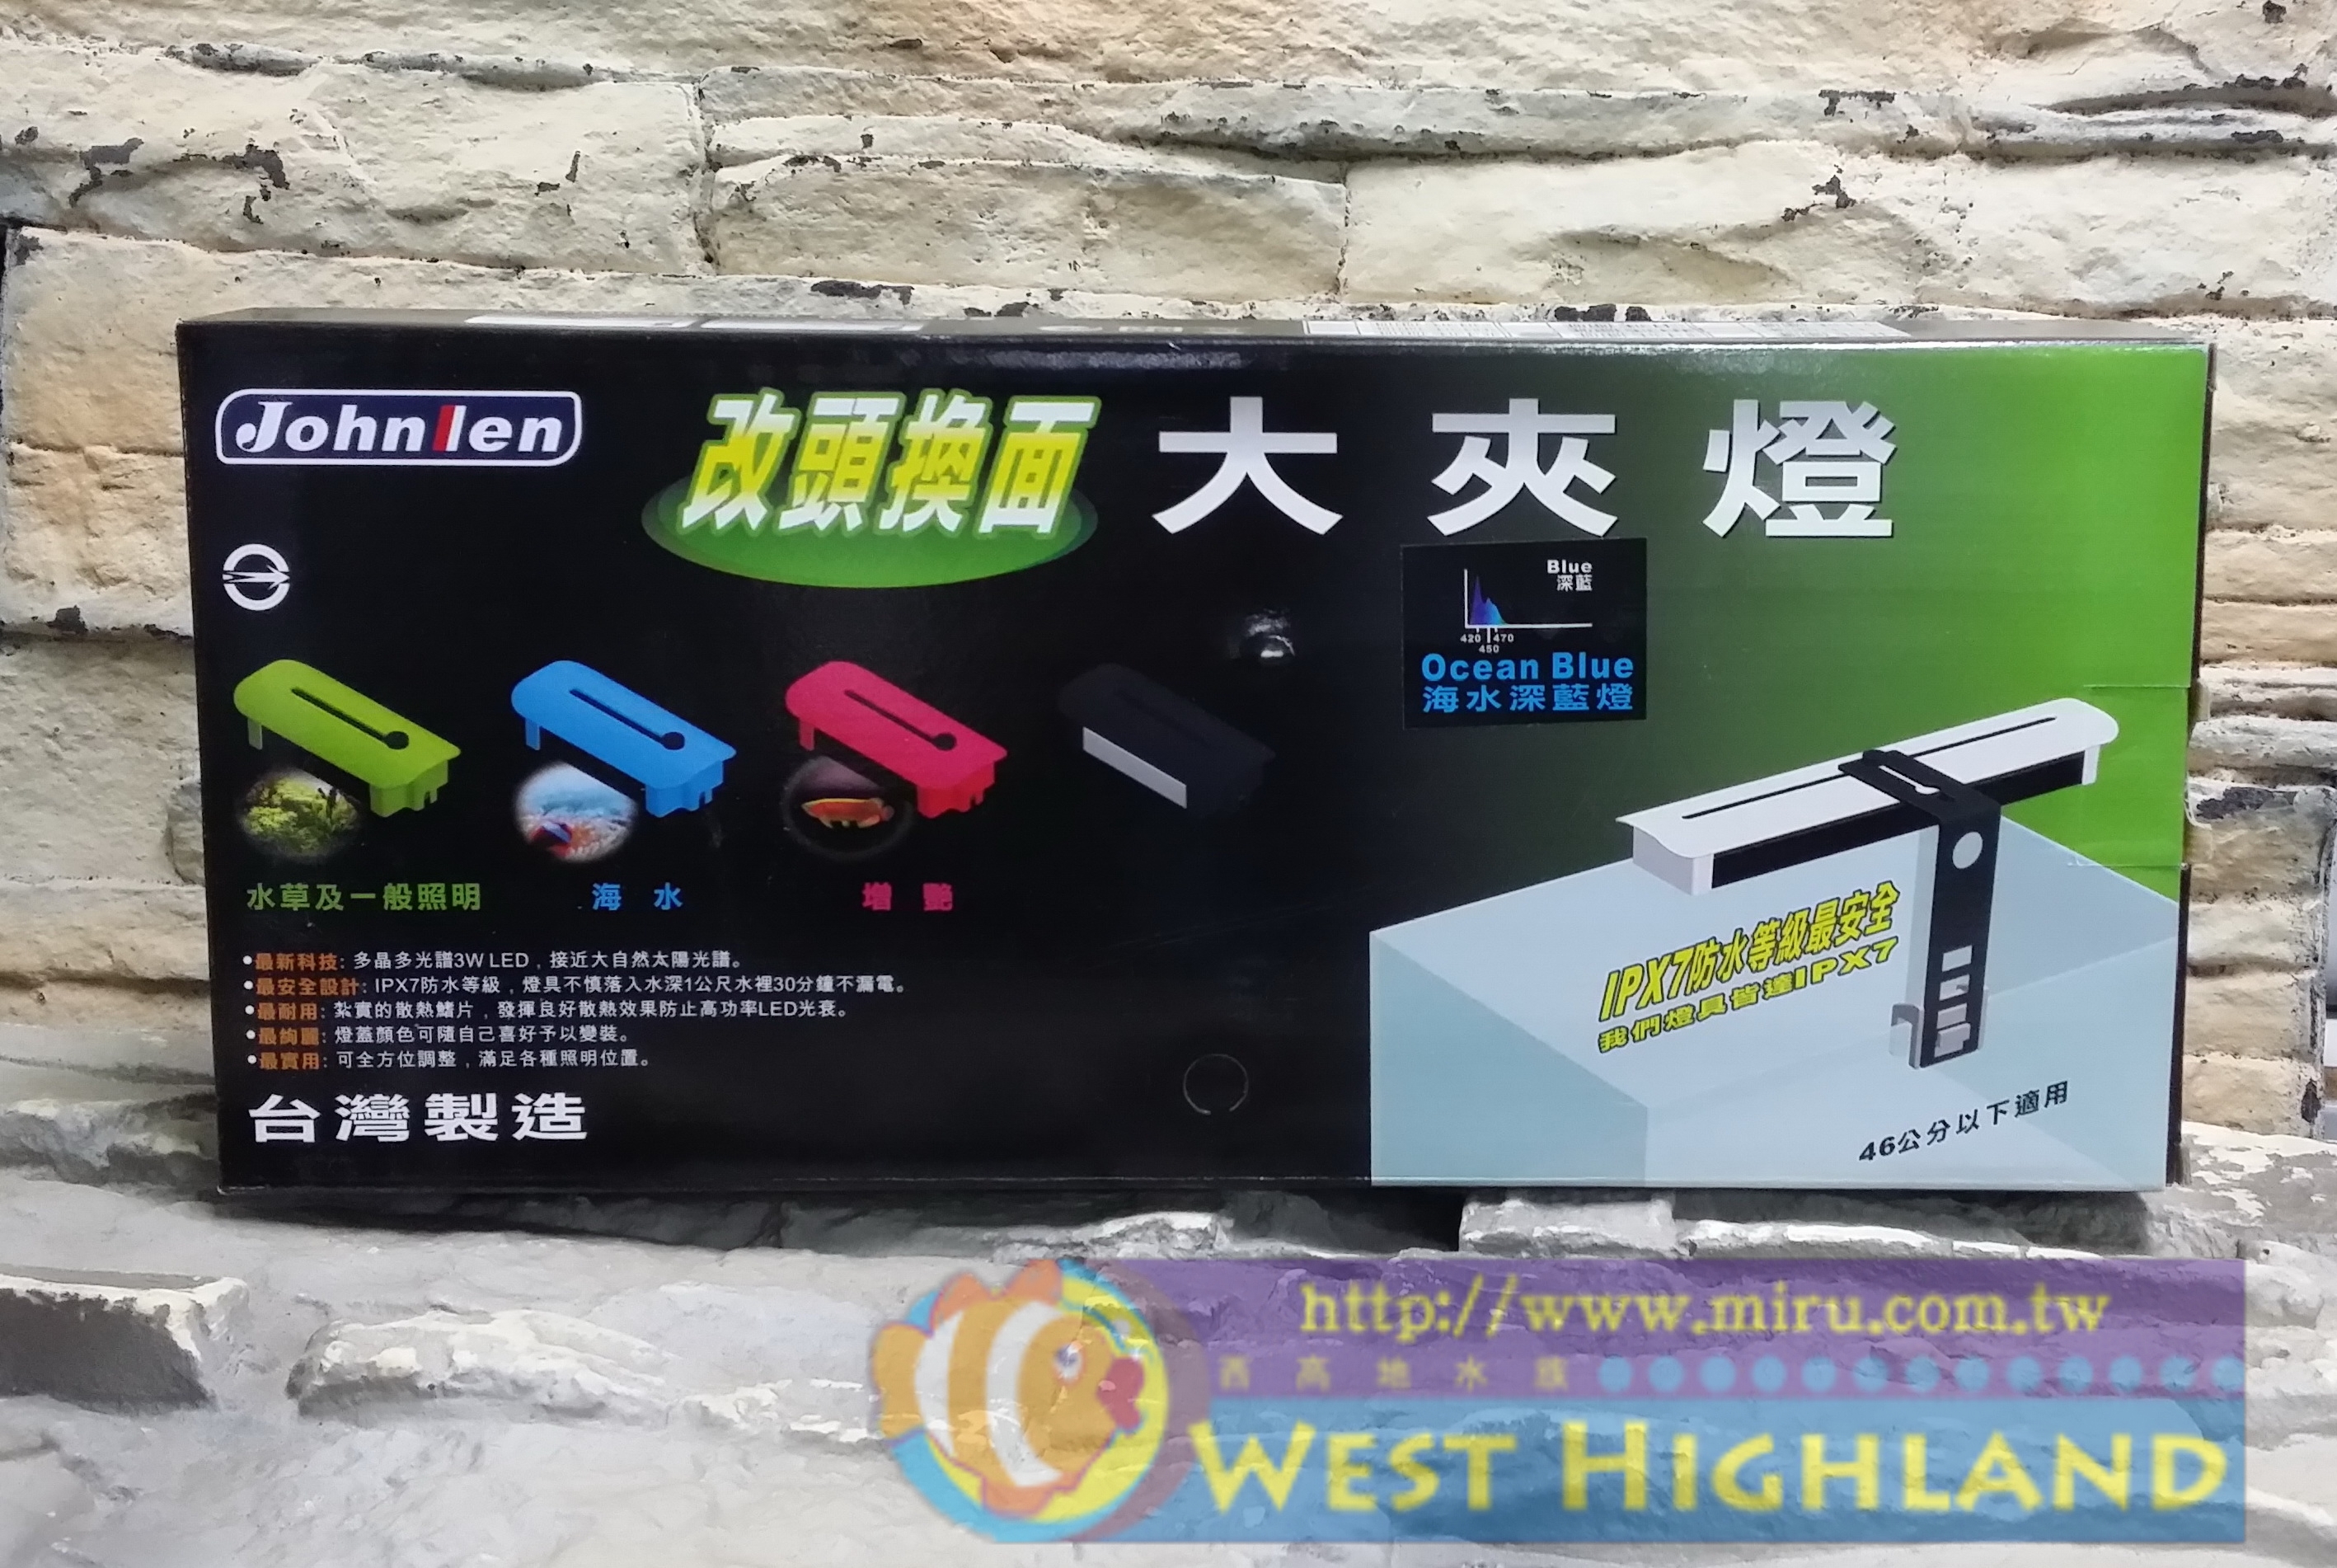 Johnlen
改頭換面 大夾燈
Blue
深藍
420 470
450
Ocean Blue
海水深藍燈
水草及一般照明
海水
增艷
•最新科技: 多晶多光譜3W LED，接近大自然太陽光譜。
•最安全設計: IPX7防水等級，燈具不慎落入水深1公尺水裡30分鐘不漏電。
•最耐用: 紮實的散熱鰭片，發揮良好散熱效果防止高功率LED光衰。
•最絢麗: 燈蓋顏色可隨自己喜好予以變裝。
•最實用: 可全方位調整，滿足各種照明位置。
台灣製造
IPX7防水等級最安全
我們燈具皆達IPX7
46公分以下適用
http://www.miru.com.tw
西高地水族
WEST HIGHLAND